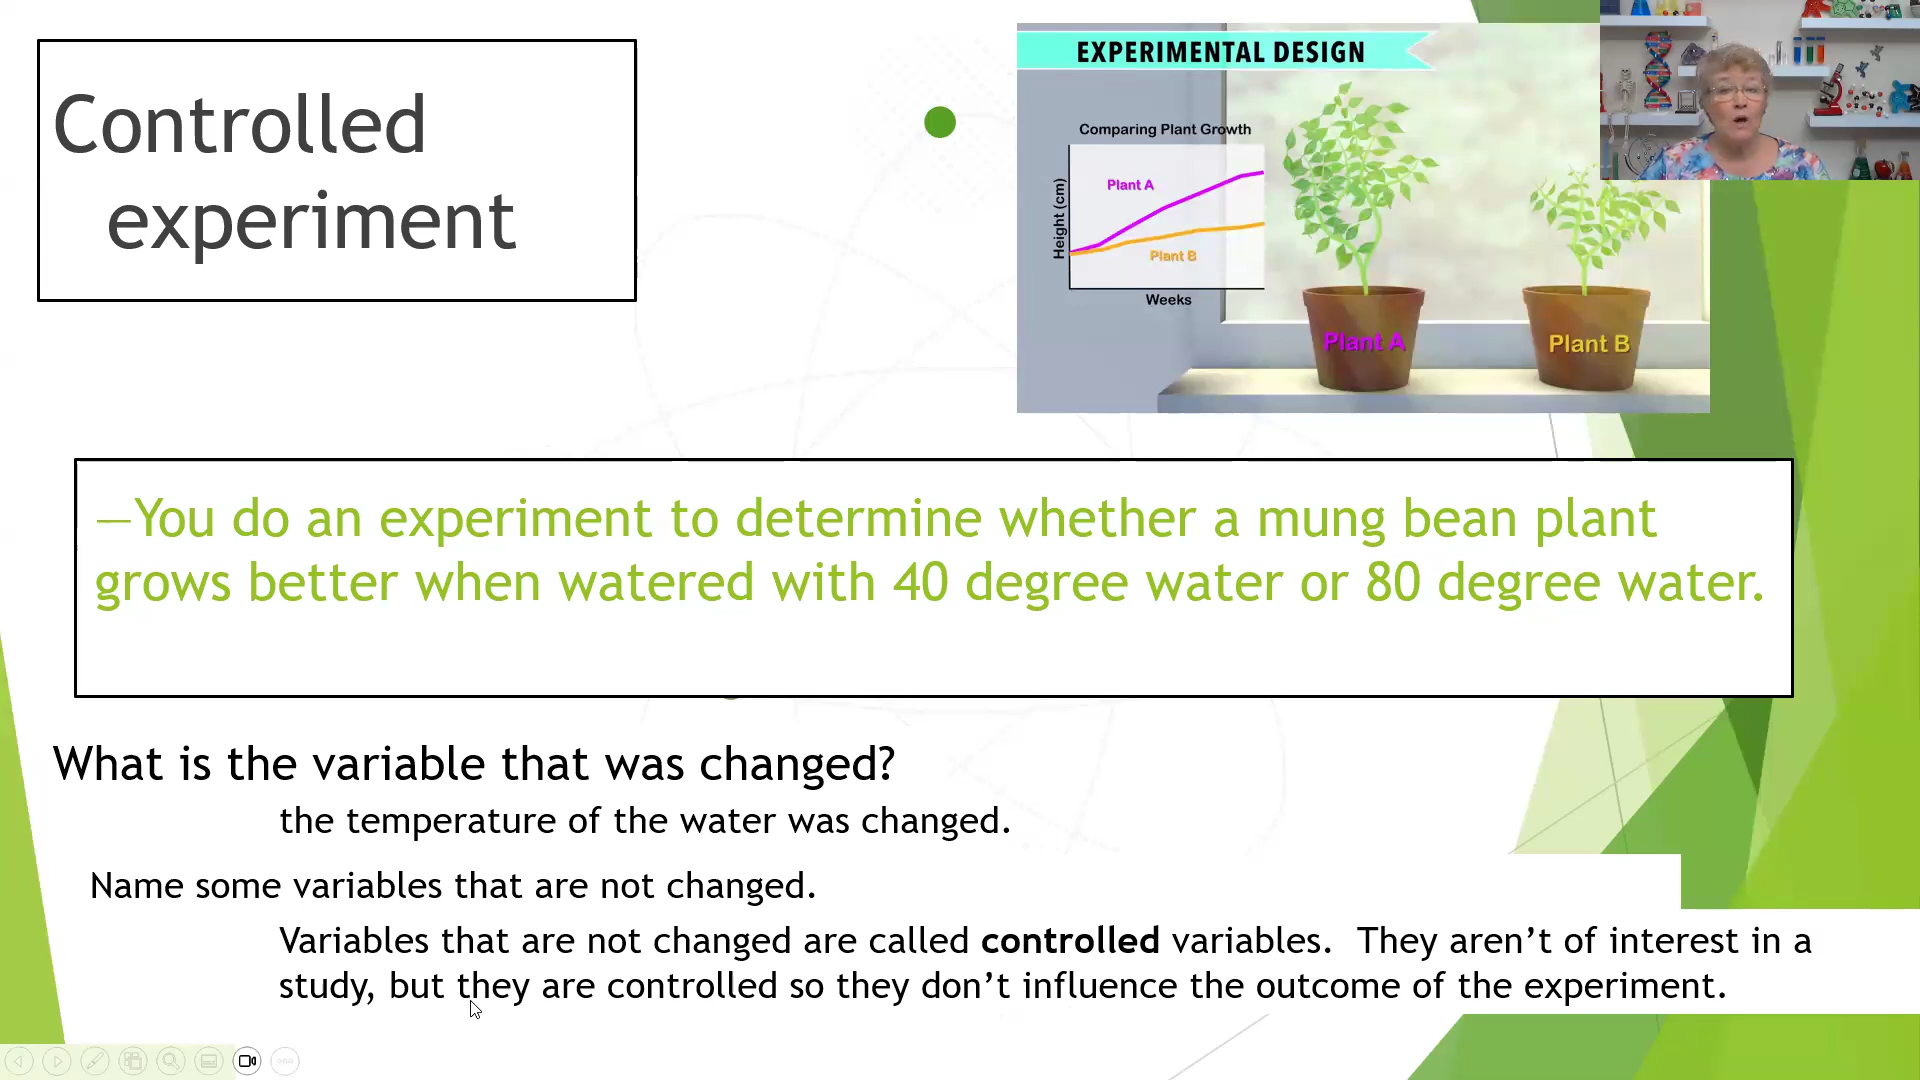 Controlled
experiment
EXPERIMENTAL DESIGN
Comparing Plant Growth
Plant A
Height (cm)
Plant B
Weeks
Plant A
Plant B
—You do an experiment to determine whether a mung bean plant
grows better when watered with 40 degree water or 80 degree water.
What is the variable that was changed?
the temperature of the water was changed.
Name some variables that are not changed.
Variables that are not changed are called controlled variables. They aren’t of interest in a
study, but they are controlled so they don’t influence the outcome of the experiment.